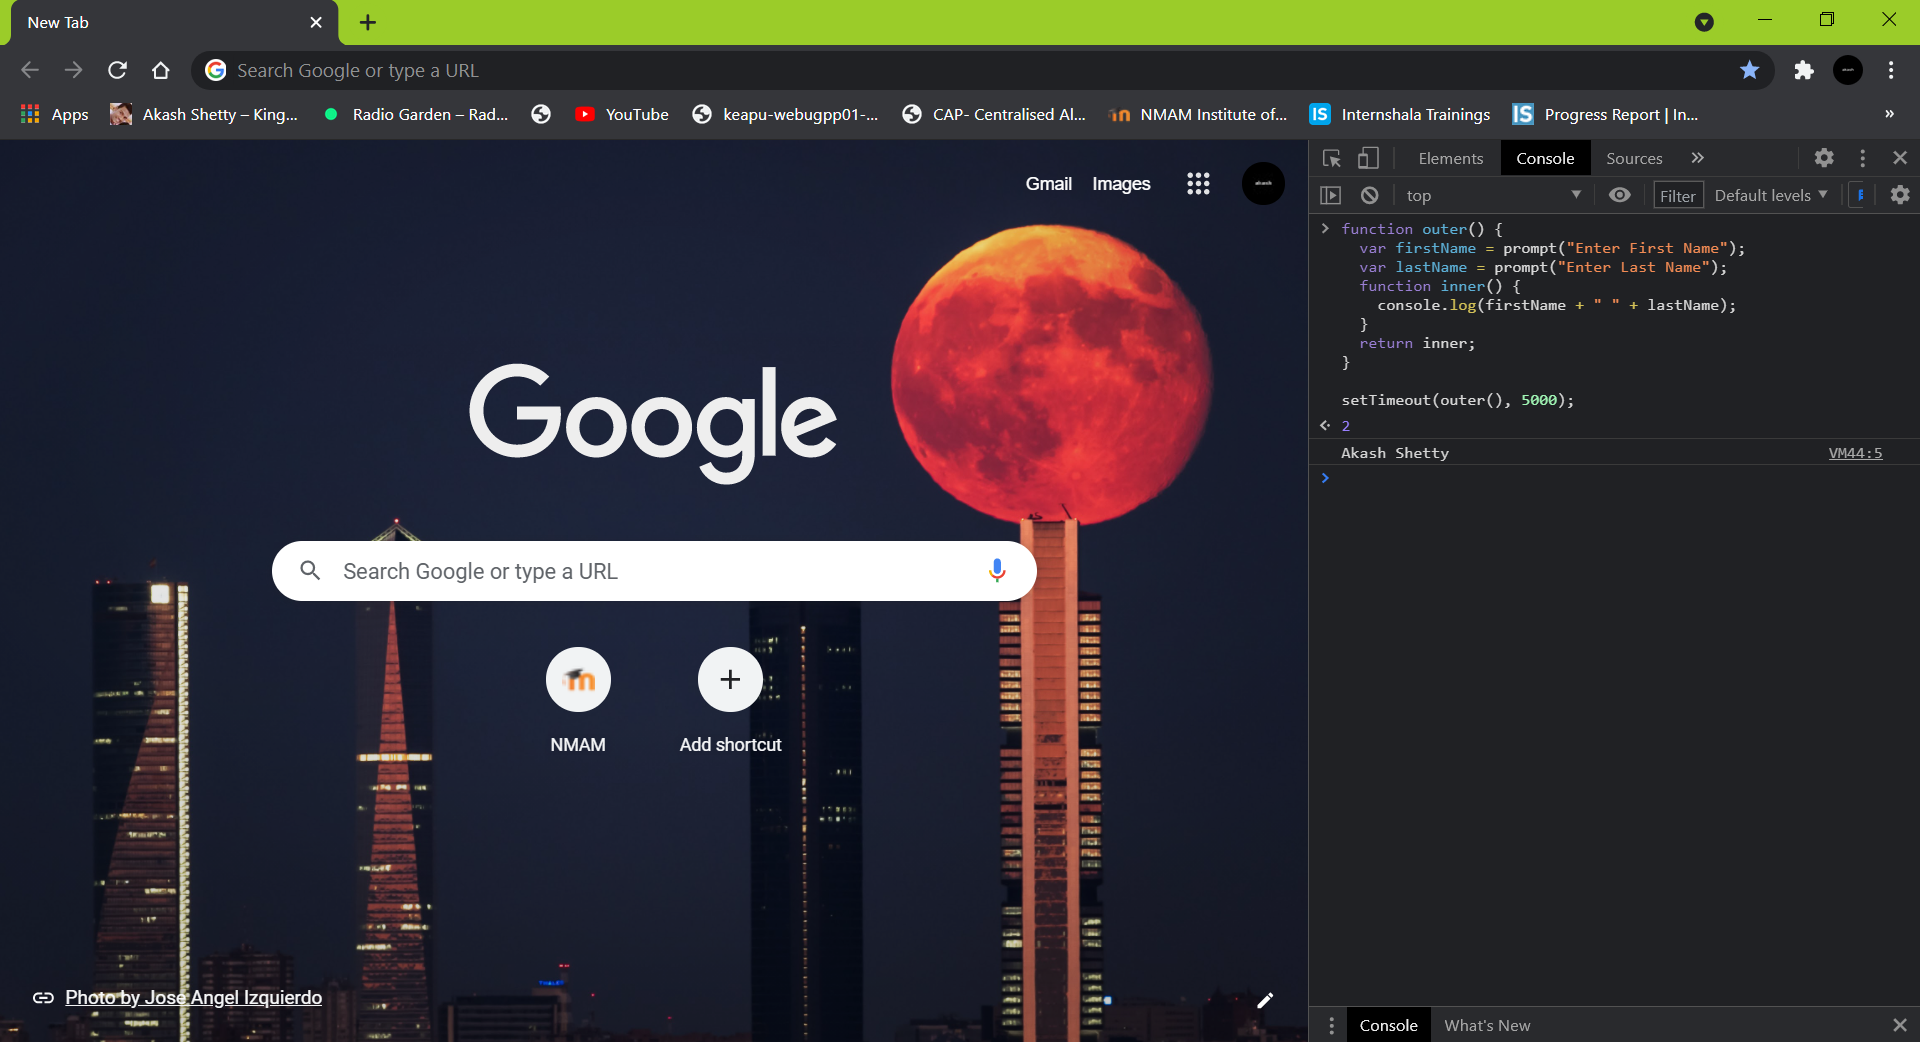 New Tab
Search Google or type a URL
Apps
Akash Shetty – King...
Radio Garden – Rad...
YouTube
keapu-webugpp01-...
CAP- Centralised Al...
NMAM Institute of...
IS Internshala Trainings
IS Progress Report | In...
»
Gmail
Images
Google
Search Google or type a URL
NMAM
Add shortcut
Photo by Jose Angel Izquierdo
Elements
Console
Sources
»
top
Filter
Default levels
function outer() {
  var firstName = prompt("Enter First Name");
  var lastName = prompt("Enter Last Name");
  function inner() {
    console.log(firstName + " " + lastName);
  }
  return inner;
}
setTimeout(outer(), 5000);
2
Akash Shetty
VM44:5
Console
What's New